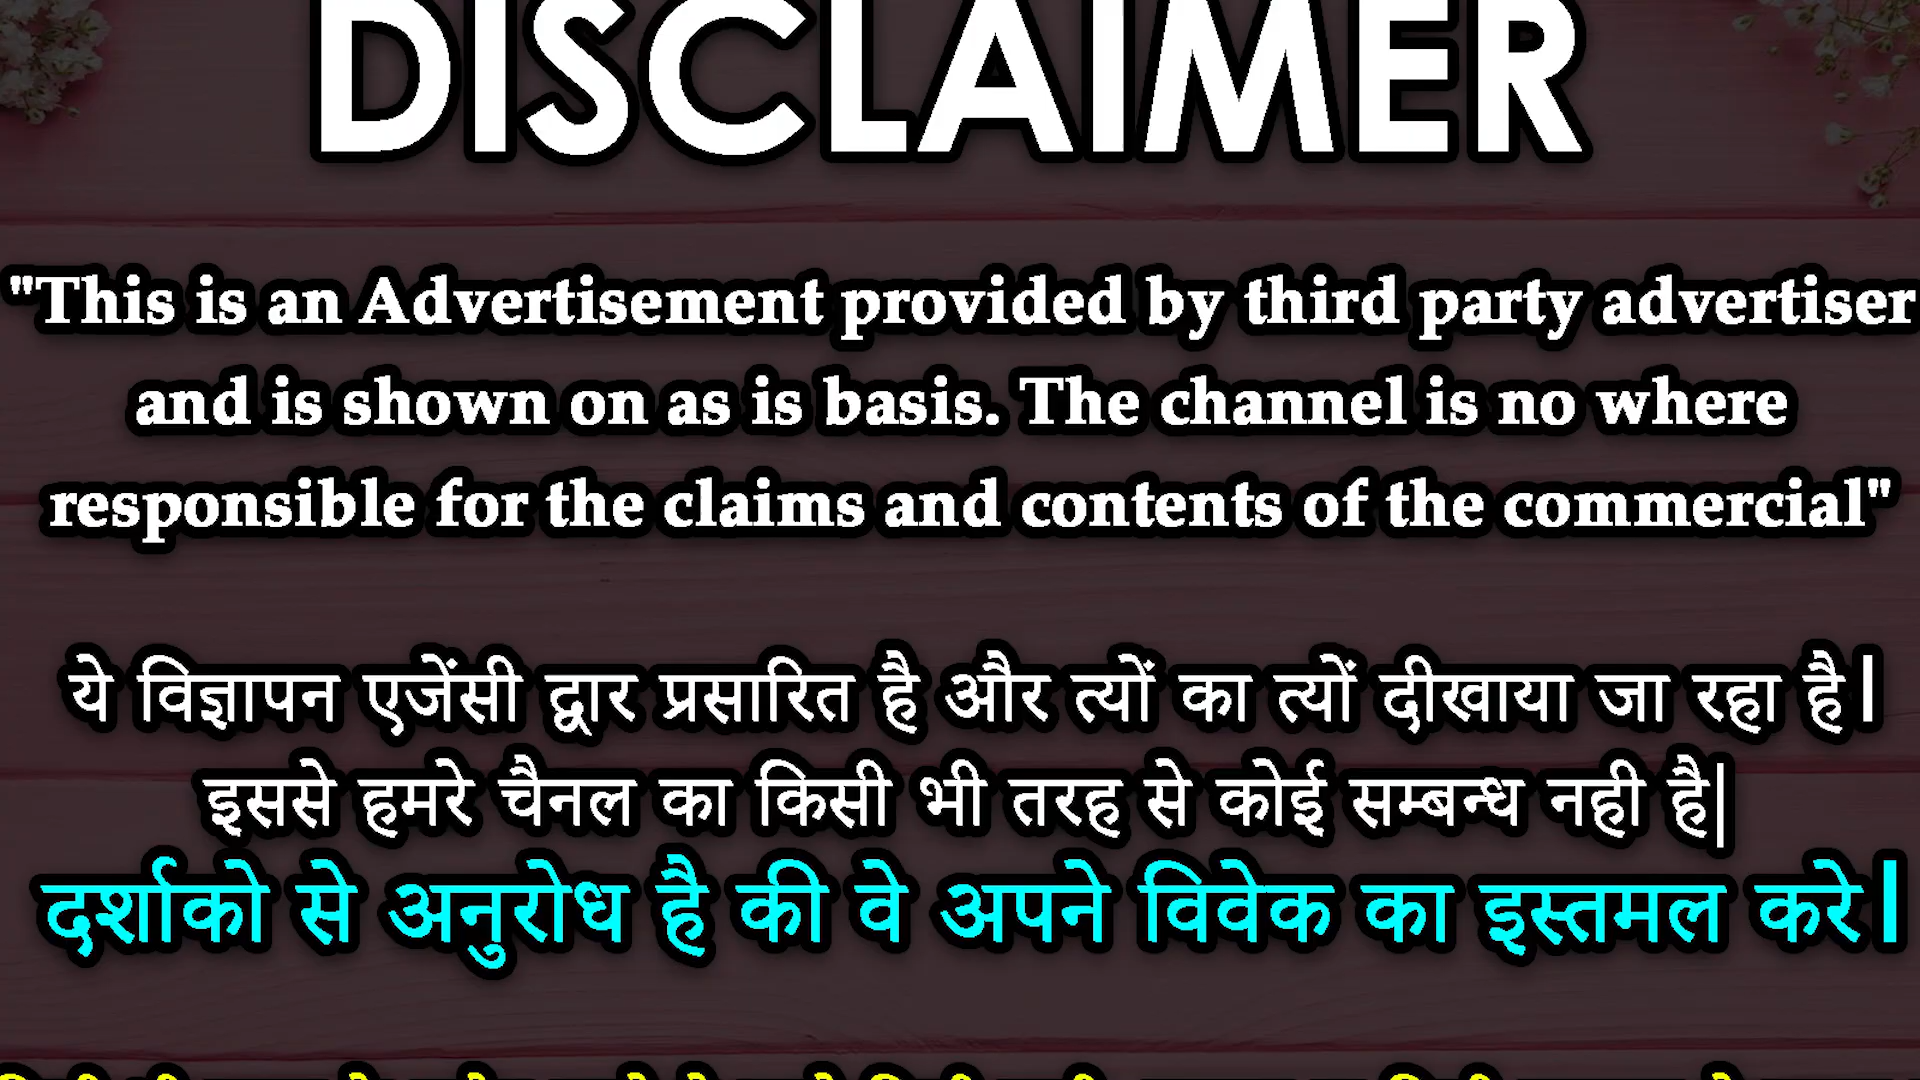 DISCLAIMER
"This is an Advertisement provided by third party advertiser
and is shown on as is basis. The channel is no where
responsible for the claims and contents of the commercial"
ये विज्ञापन एजेंसी द्वार प्रसारित है और त्यों का त्यों दीखाया जा रहा है।
इससे हमरे चैनल का किसी भी तरह से कोई सम्बन्ध नही है|
दर्शाको से अनुरोध है की वे अपने विवेक का इस्तमल करे।